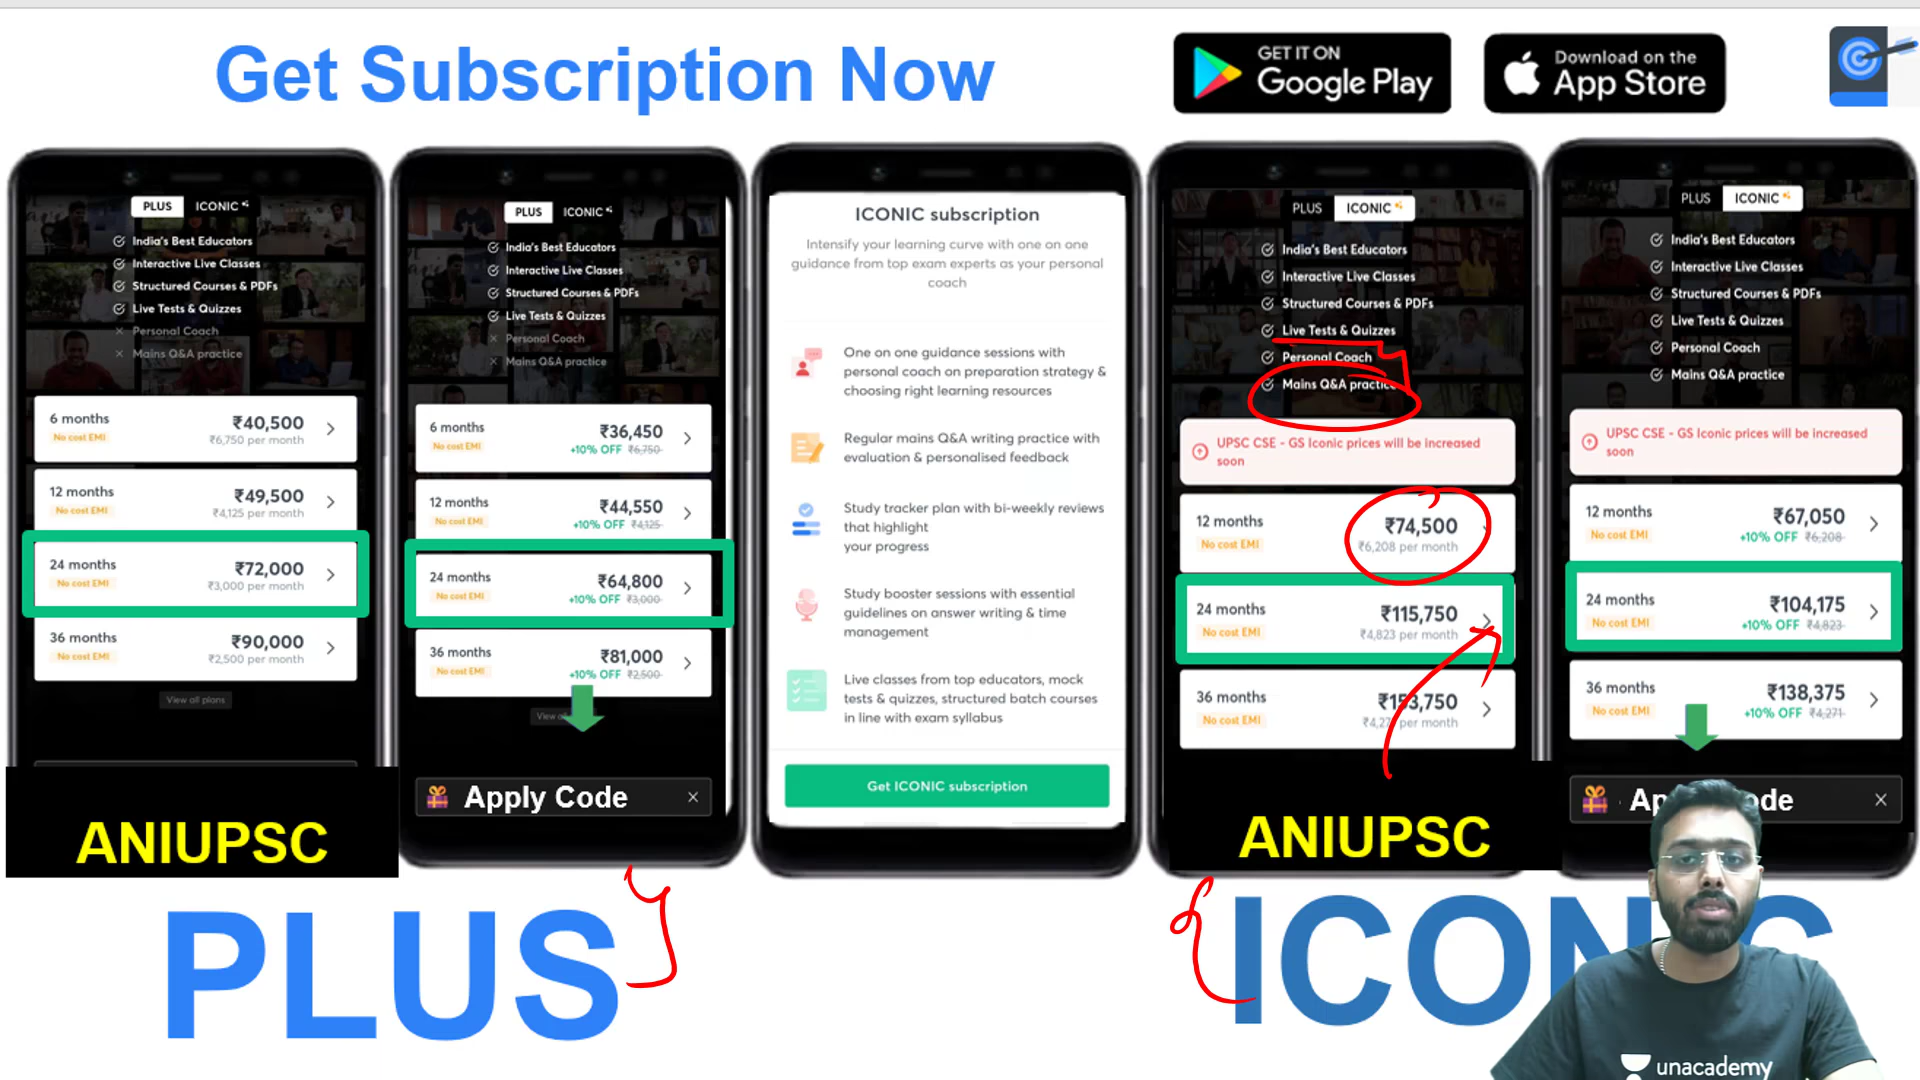 Get Subscription Now
GET IT ON
Google Play
Download on the
App Store
PLUS ICONIC
India's Best Educators
Interactive Live Classes
Structured Courses & PDFs
Live Tests & Quizzes
Personal Coach
Mains Q&A practice
6 months ₹40,500
No cost EMI ₹6,750 per month
12 months ₹49,500
No cost EMI ₹4,125 per month
24 months ₹72,000
No cost EMI ₹3,000 per month
36 months ₹90,000
No cost EMI ₹2,500 per month
View all plans
ANIUPSC
PLUS ICONIC
India's Best Educators
Interactive Live Classes
Structured Courses & PDFs
Live Tests & Quizzes
Personal Coach
Mains Q&A practice
6 months ₹36,450
No cost EMI +10% OFF ₹6,750
12 months ₹44,550
No cost EMI +10% OFF ₹4,125
24 months ₹64,800
No cost EMI +10% OFF ₹3,000
36 months ₹81,000
No cost EMI +10% OFF ₹2,500
View
Apply Code
ICONIC subscription
Intensify your learning curve with one on one
guidance from top exam experts as your personal
coach
One on one guidance sessions with
personal coach on preparation strategy &
choosing right learning resources
Regular mains Q&A writing practice with
evaluation & personalised feedback
Study tracker plan with bi-weekly reviews
that highlight
your progress
Study booster sessions with essential
guidelines on answer writing & time
management
Live classes from top educators, mock
tests & quizzes, structured batch courses
in line with exam syllabus
Get ICONIC subscription
PLUS ICONIC
India's Best Educators
Interactive Live Classes
Structured Courses & PDFs
Live Tests & Quizzes
Personal Coach
Mains Q&A practice
UPSC CSE - GS Iconic prices will be increased
soon
12 months ₹74,500
No cost EMI ₹6,208 per month
24 months ₹115,750
No cost EMI ₹4,823 per month
36 months ₹153,750
No cost EMI per month
ANIUPSC
PLUS ICONIC
India's Best Educators
Interactive Live Classes
Structured Courses & PDFs
Live Tests & Quizzes
Personal Coach
Mains Q&A practice
UPSC CSE - GS Iconic prices will be increased
soon
12 months ₹67,050
No cost EMI +10% OFF ₹6,208
24 months ₹104,175
No cost EMI +10% OFF ₹4,823
36 months ₹138,375
No cost EMI +10% OFF ₹4,271
PLUS
unacademy